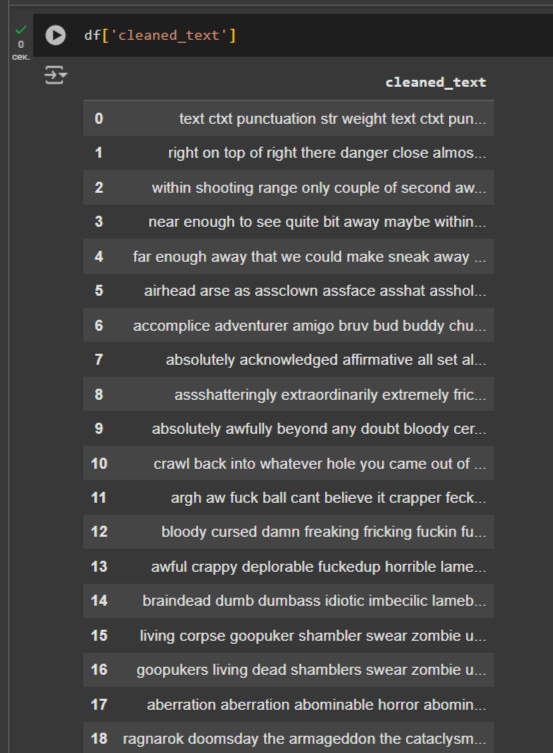 0
сек.
df['cleaned_text']
cleaned_text
0 text ctxt punctuation str weight text ctxt pun...
1 right on top of right there danger close almos...
2 within shooting range only couple of second aw...
3 near enough to see quite bit away maybe within...
4 far enough away that we could make sneak away ...
5 airhead arse as assclown assface asshat asshol...
6 accomplice adventurer amigo bruv bud buddy chu...
7 absolutely acknowledged affirmative all set al...
8 assshatteringly extraordinarily extremely fric...
9 absolutely awfully beyond any doubt bloody cer...
10 crawl back into whatever hole you came out of ...
11 argh aw fuck ball cant believe it crapper feck...
12 bloody cursed damn freaking fricking fuckin fu...
13 awful crappy deplorable fuckedup horrible lame...
14 braindead dumb dumbass idiotic imbecilic lameb...
15 living corpse goopuker shambler swear zombie u...
16 goopukers living dead shamblers swear zombie u...
17 aberration aberration abominable horror abomin...
18 ragnarok doomsday the armageddon the cataclysm...